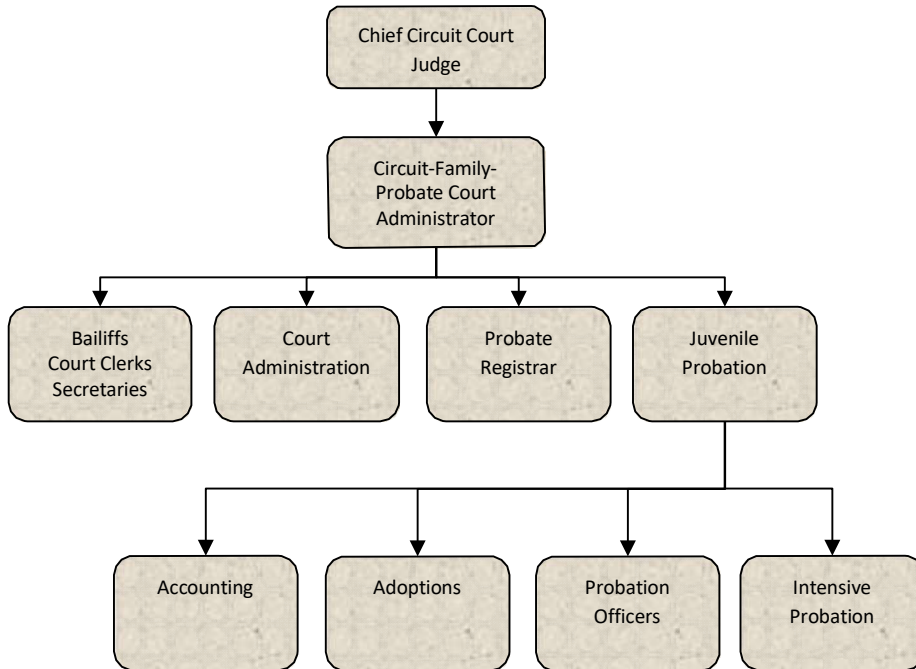 Chief Circuit Court
Judge
Circuit-Family-
Probate Court
Administrator
Bailiffs
Court Clerks
Secretaries
Court
Administration
Probate
Registrar
Juvenile
Probation
Accounting
Adoptions
Probation
Officers
Intensive
Probation